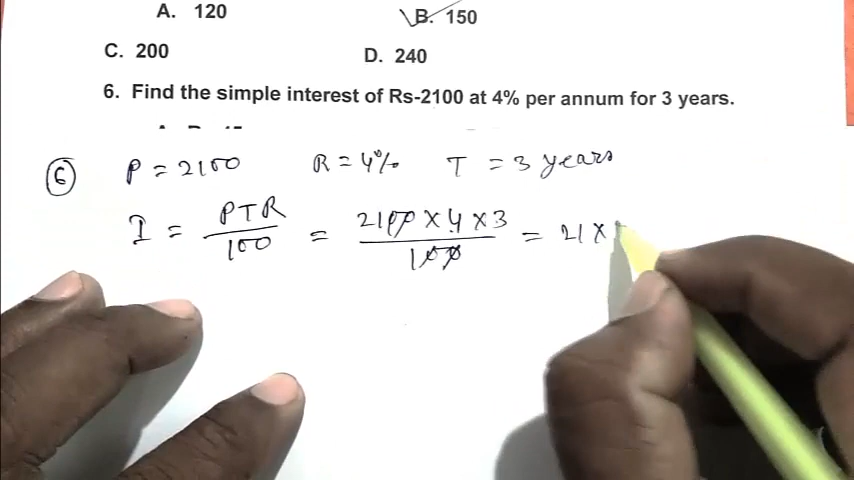 A. 120 B. 150
C. 200 D. 240
6. Find the simple interest of Rs-2100 at 4% per annum for 3 years.
6 P = 2100 R = 4% T = 3 years
I = PTR / 100 = 2100 × 4 × 3 / 100 = 21 ×